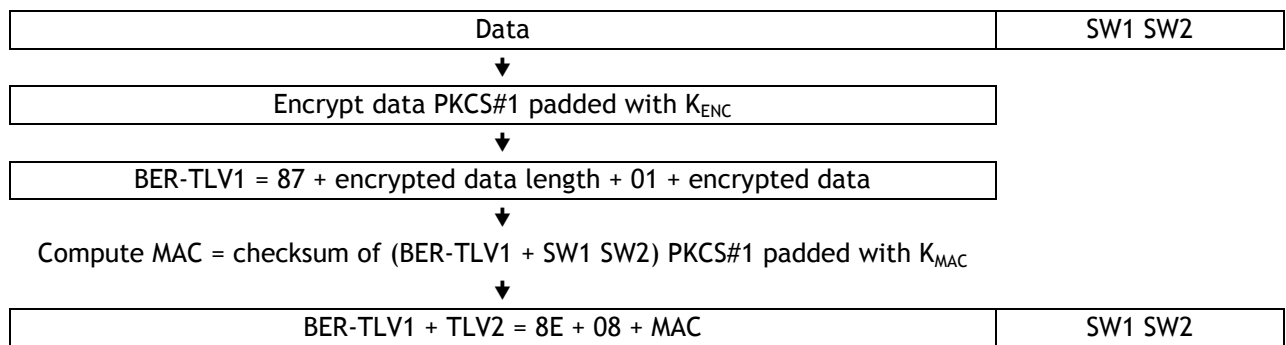 Data SW1 SW2
Encrypt data PKCS#1 padded with K_ENC
BER-TLV1 = 87 + encrypted data length + 01 + encrypted data
Compute MAC = checksum of (BER-TLV1 + SW1 SW2) PKCS#1 padded with K_MAC
BER-TLV1 + TLV2 = 8E + 08 + MAC SW1 SW2